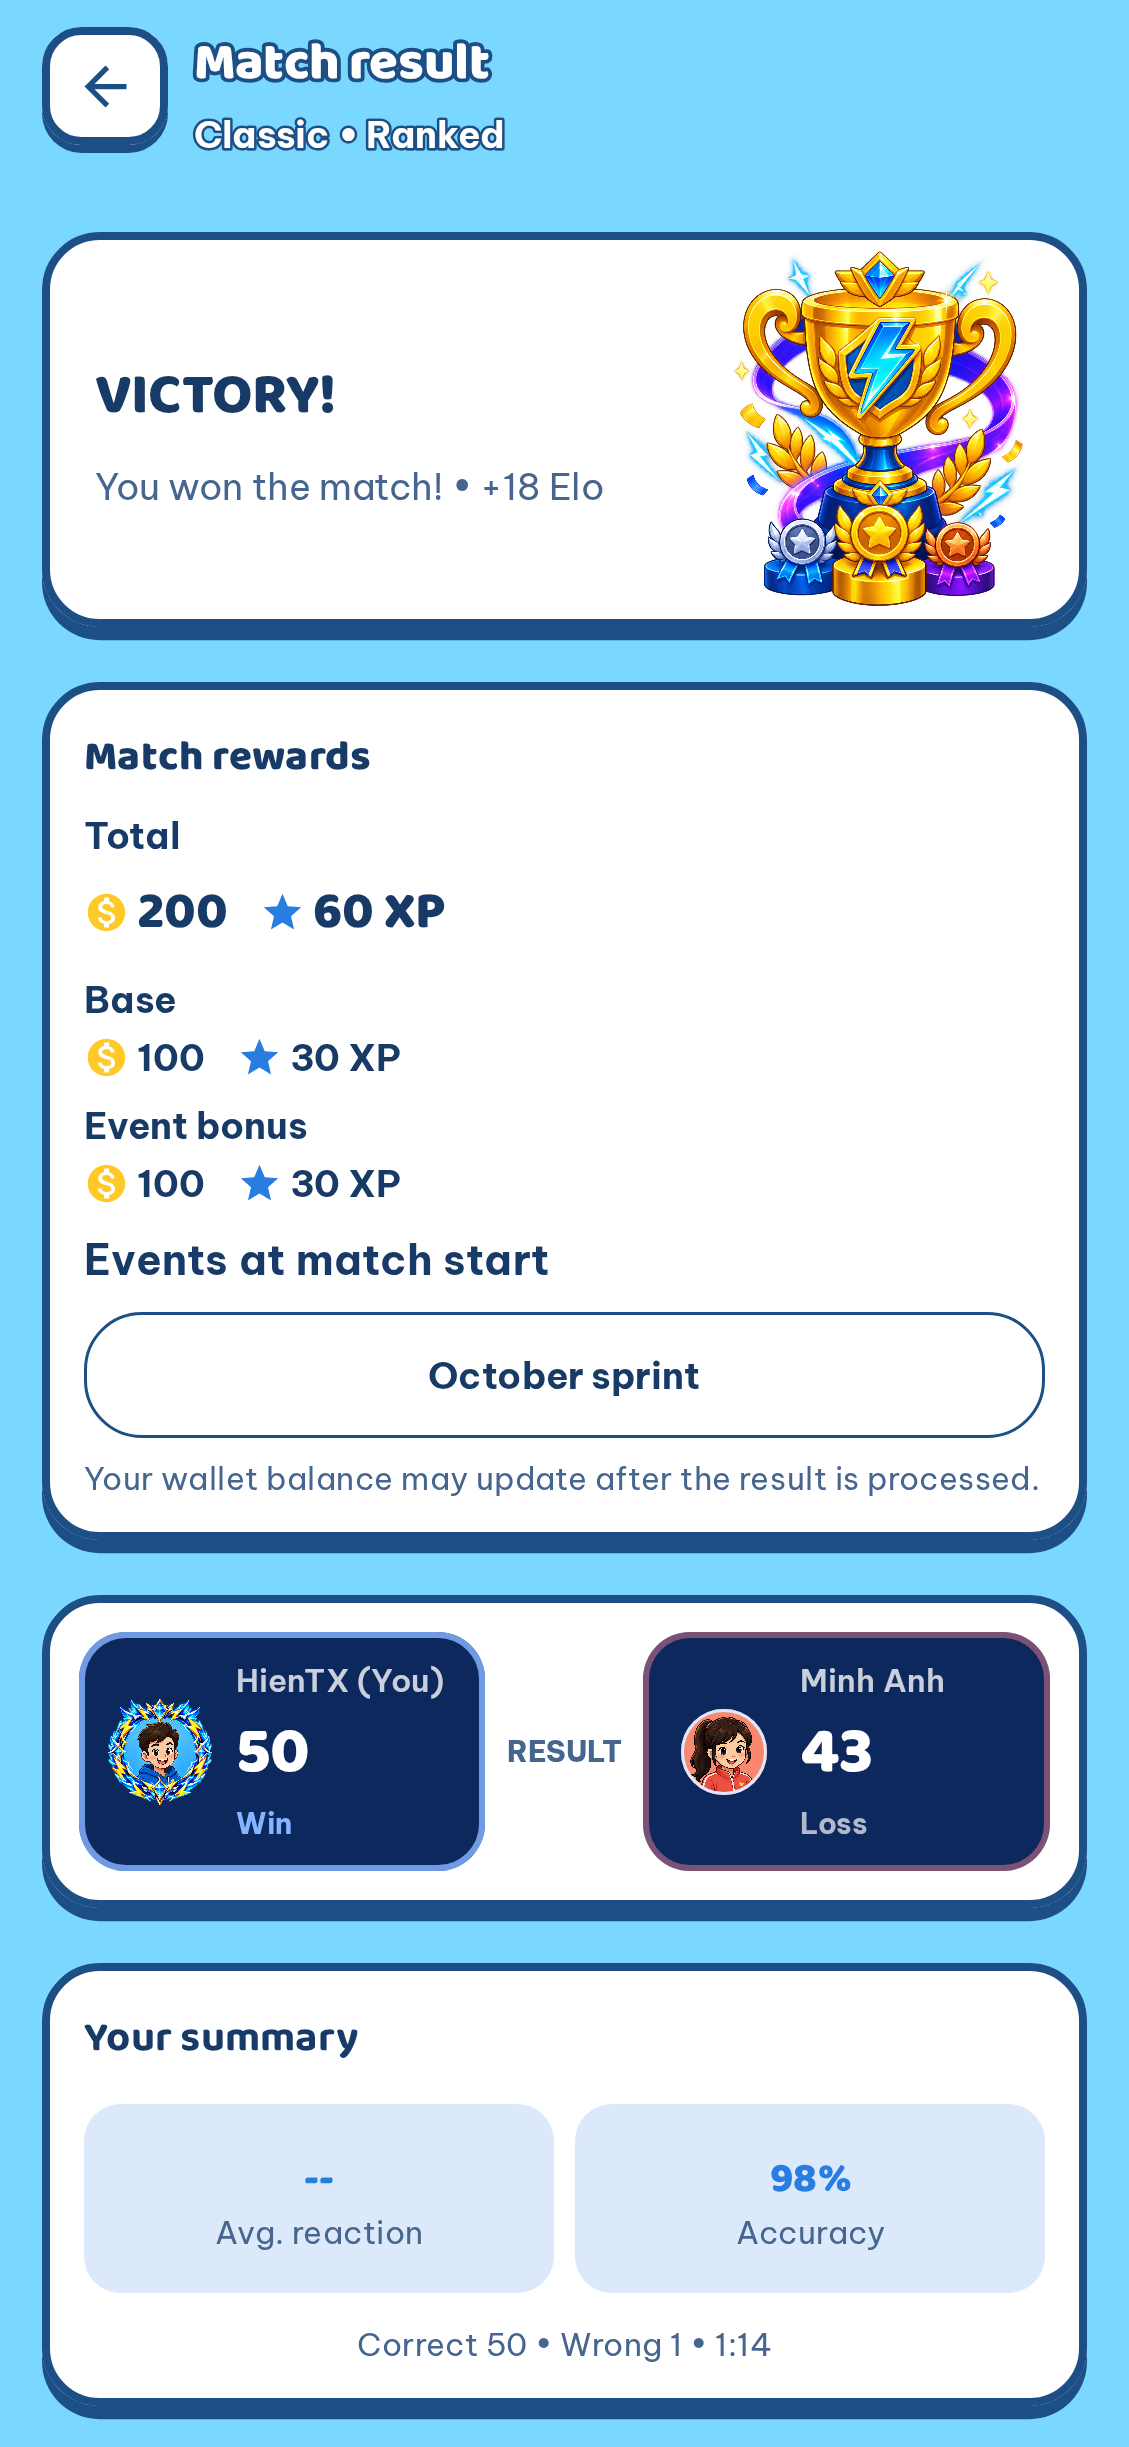 Match result
Classic • Ranked
VICTORY!
You won the match! • +18 Elo
Match rewards
Total
200 60 XP
Base
100 30 XP
Event bonus
100 30 XP
Events at match start
October sprint
Your wallet balance may update after the result is processed.
HienTX (You)
50
Win
RESULT
Minh Anh
43
Loss
Your summary
--
Avg. reaction
98%
Accuracy
Correct 50 • Wrong 1 • 1:14